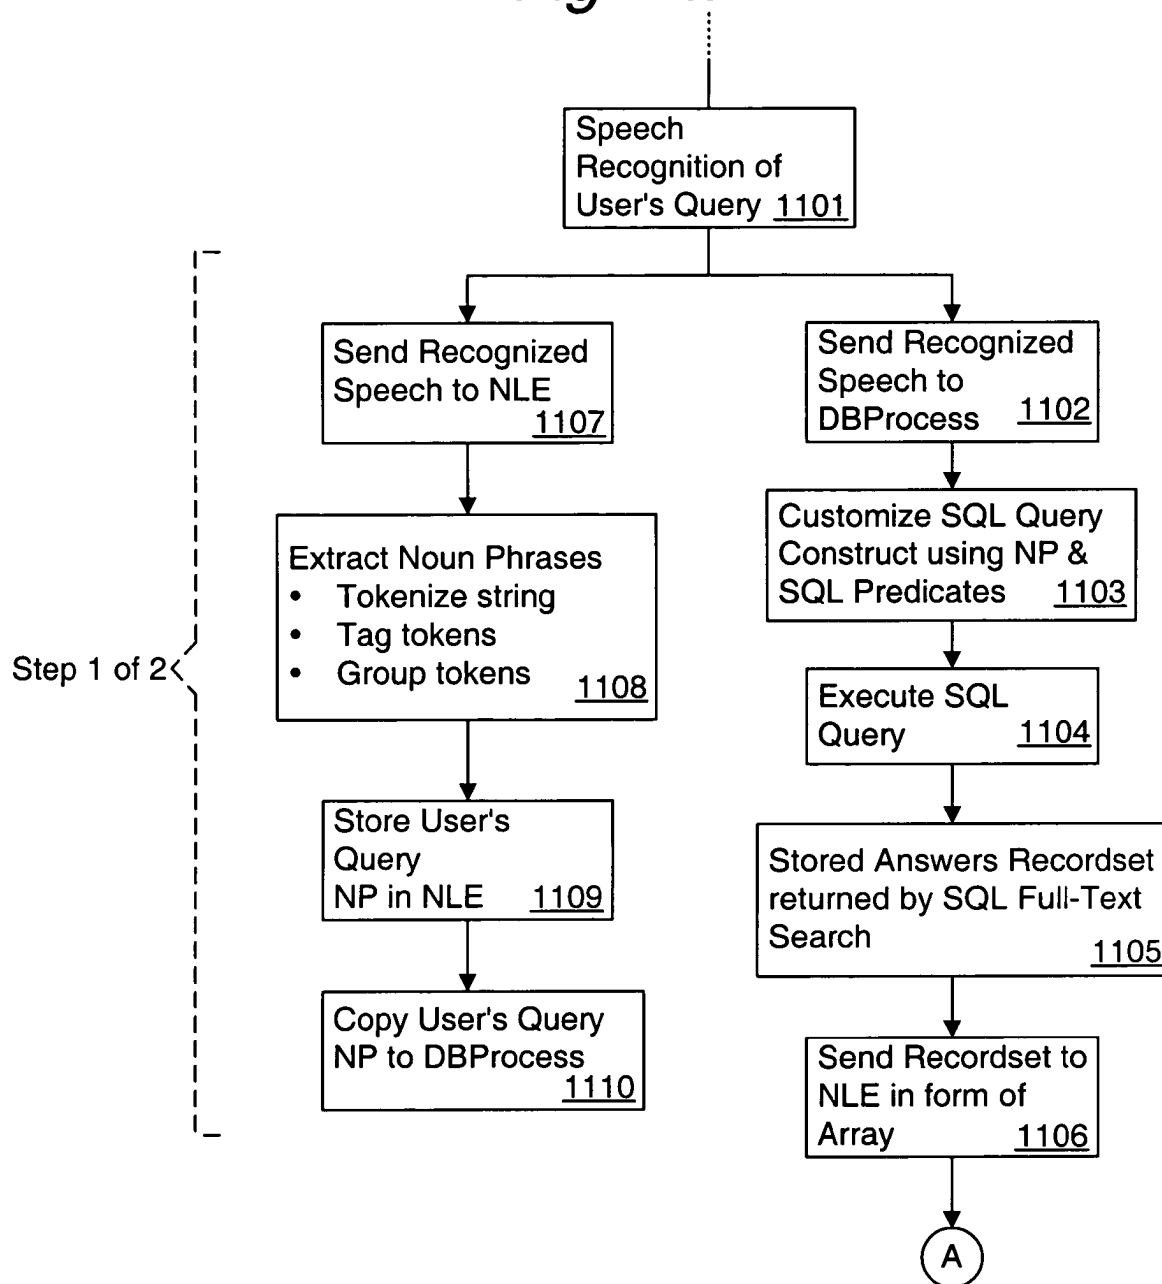 Speech
Recognition of
User's Query 1101
Send Recognized
Speech to NLE
1107
Send Recognized
Speech to
DBProcess 1102
Extract Noun Phrases
• Tokenize string
• Tag tokens
• Group tokens 1108
Customize SQL Query
Construct using NP &
SQL Predicates 1103
Step 1 of 2
Execute SQL
Query 1104
Store User's
Query
NP in NLE 1109
Stored Answers Recordset
returned by SQL Full-Text
Search
1105
Copy User's Query
NP to DBProcess
1110
Send Recordset to
NLE in form of
Array 1106
A